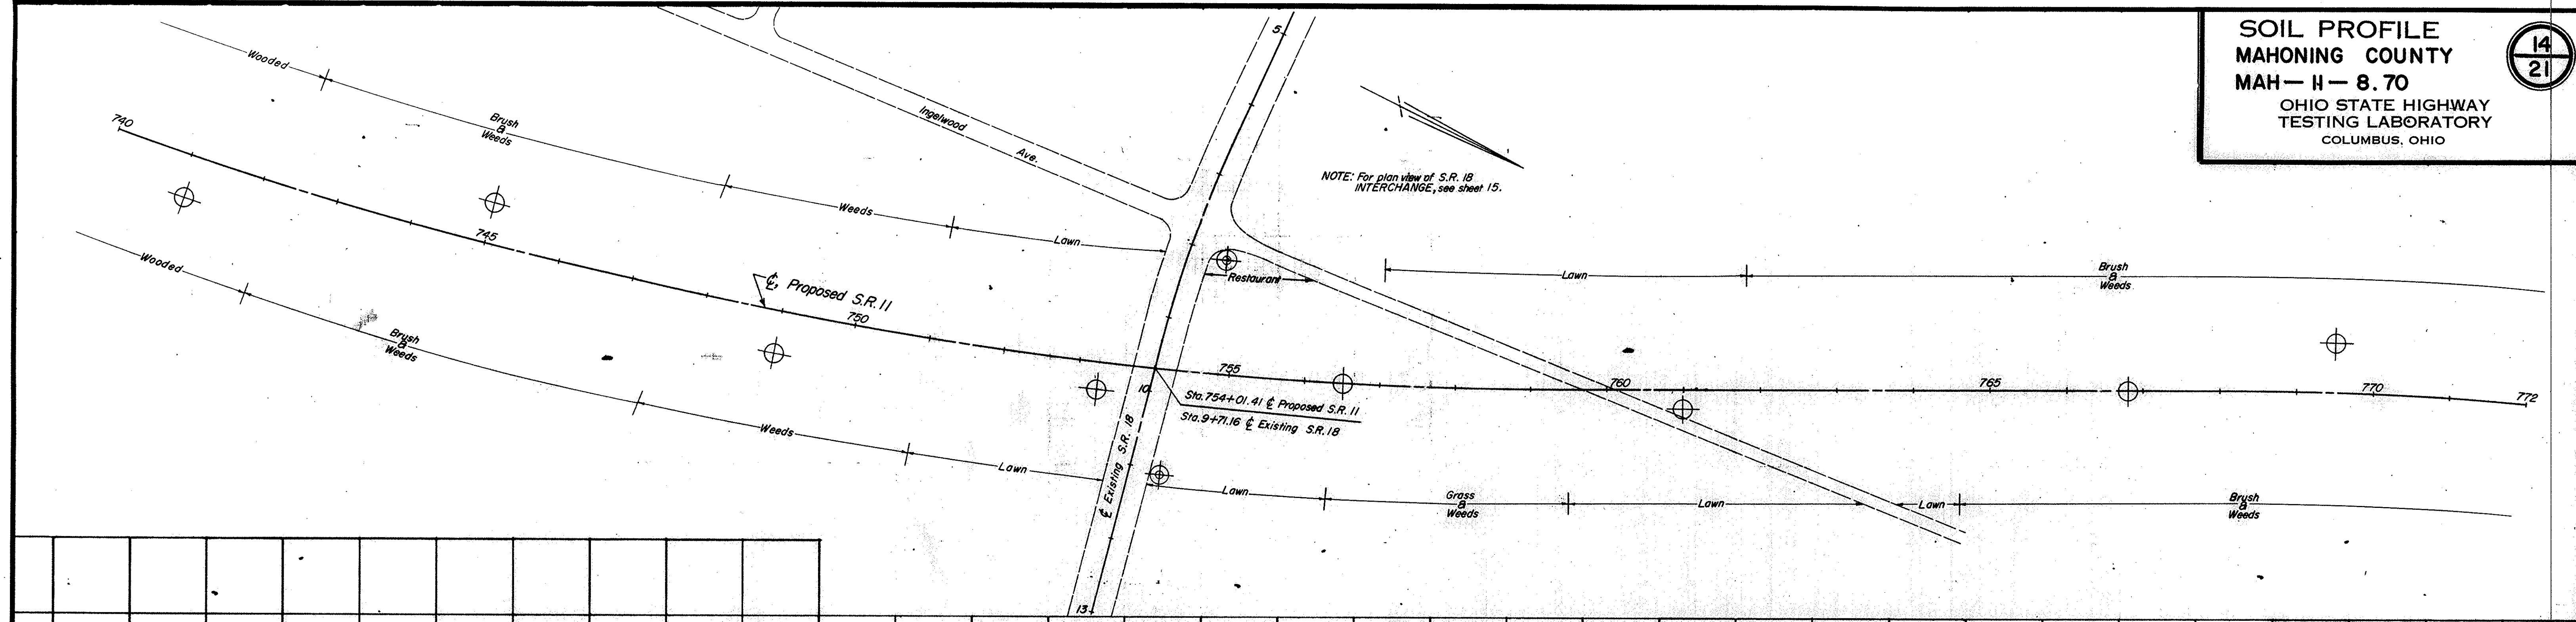 SOIL PROFILE
MAHONING COUNTY
MAH - 11 - 8.70
OHIO STATE HIGHWAY
TESTING LABORATORY
COLUMBUS, OHIO
14
21
5
Wooded
Brush
&
Weeds
Ingelwood
Ave.
740
NOTE: For plan view of S.R. 18
INTERCHANGE, see sheet 15.
Weeds
745
Lawn
Wooded
Restaurant
Lawn
Brush
&
Weeds
℄, Proposed S.R. 11
750
Brush
&
Weeds
755
10
760
765
770
772
Sta. 754+01.41 ℄ Proposed S.R. 11
Sta. 9+71.16 ℄ Existing S.R. 18
Weeds
Lawn
℄ Existing S.R. 18
Lawn
Grass
&
Weeds
Lawn
Lawn
Brush
&
Weeds
13